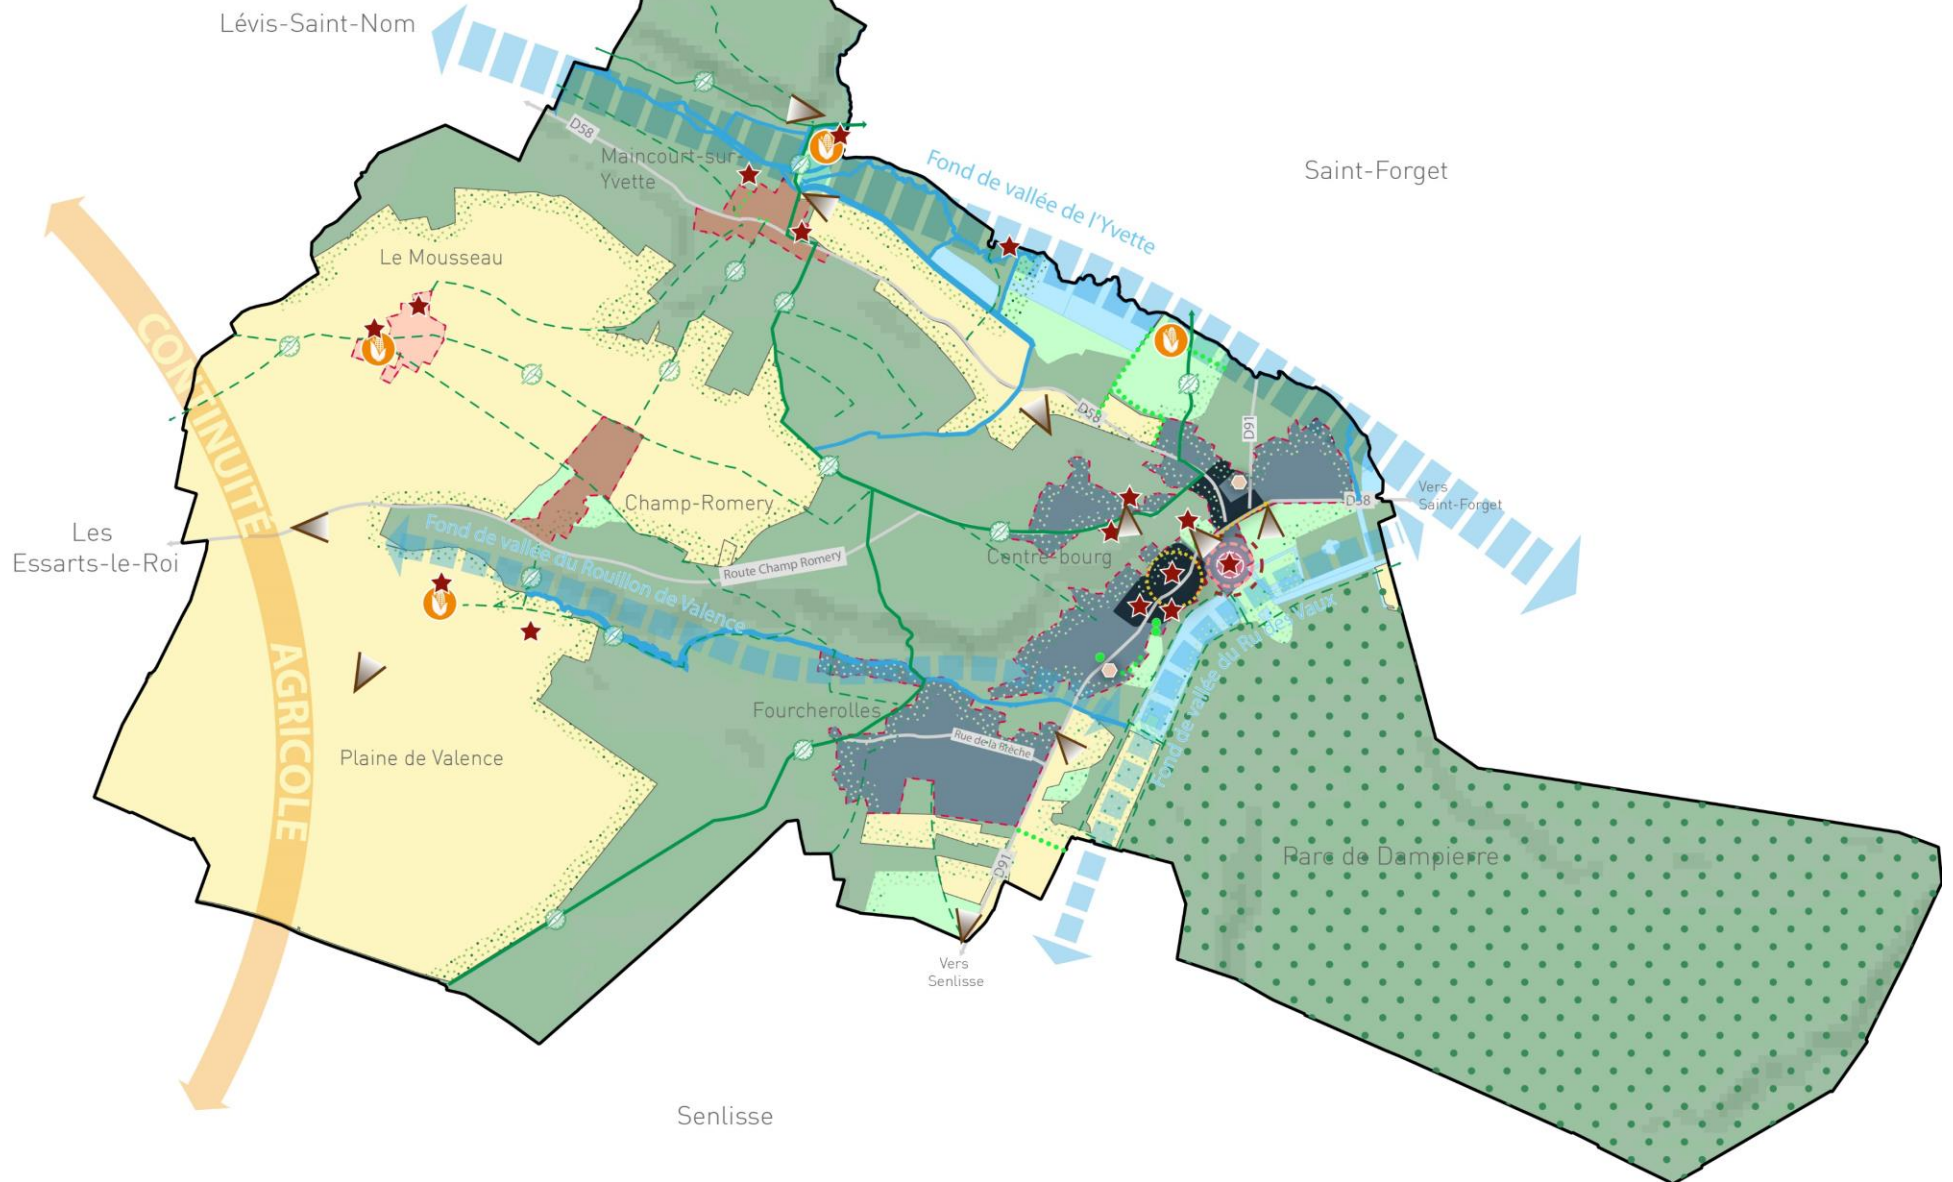 Lévis-Saint-Nom
D58
Maincourt-sur-
Yvette
Fond de vallée de l'Yvette
Saint-Forget
Le Mousseau
CONTINUITE
AGRICOLE
D58
D91
Champ-Romery
Les
Essarts-le-Roi
Fond de vallée au Rouillon de Valence
Route Champ Romery
Centre-bourg
D58
Vers
Saint-Forget
Fond de vallée du Ru des Vaux
Fourcherolles
Rue de la Brèche
Plaine de Valence
D91
Parc de Dampierre
Vers
Senlisse
Senlisse